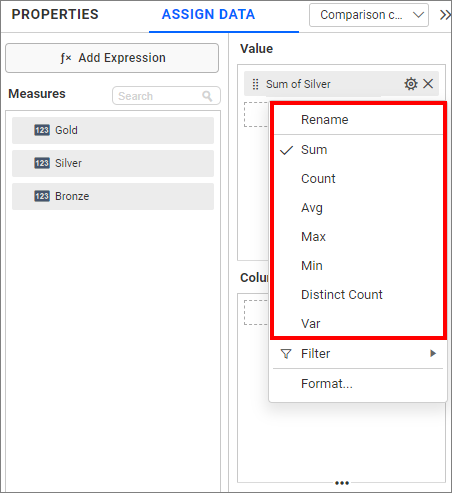 PROPERTIES
ASSIGN DATA
Comparison c...
ƒx Add Expression
Measures
Search
123 Gold
123 Silver
123 Bronze
Value
Sum of Silver
Rename
Sum
Count
Avg
Max
Min
Distinct Count
Var
Filter
Format...
Colu